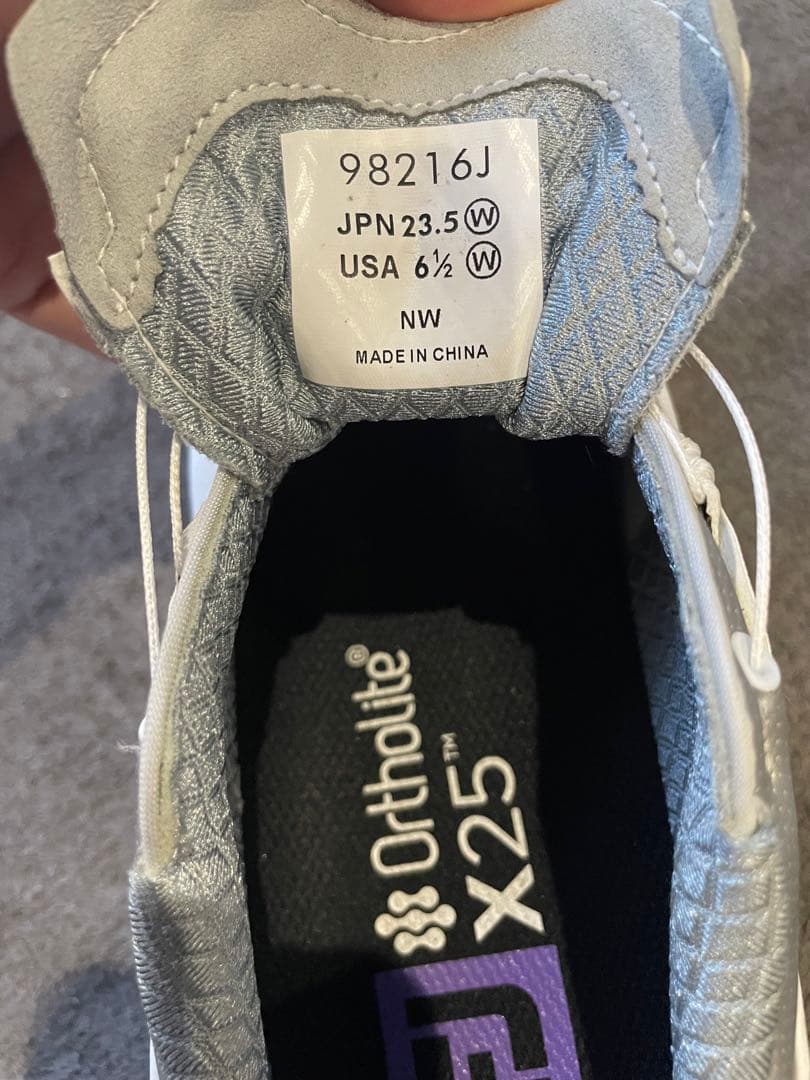 98216J
JPN 23.5 Ⓦ
USA 6½ Ⓦ
NW
MADE IN CHINA
Ortholite®
X25™